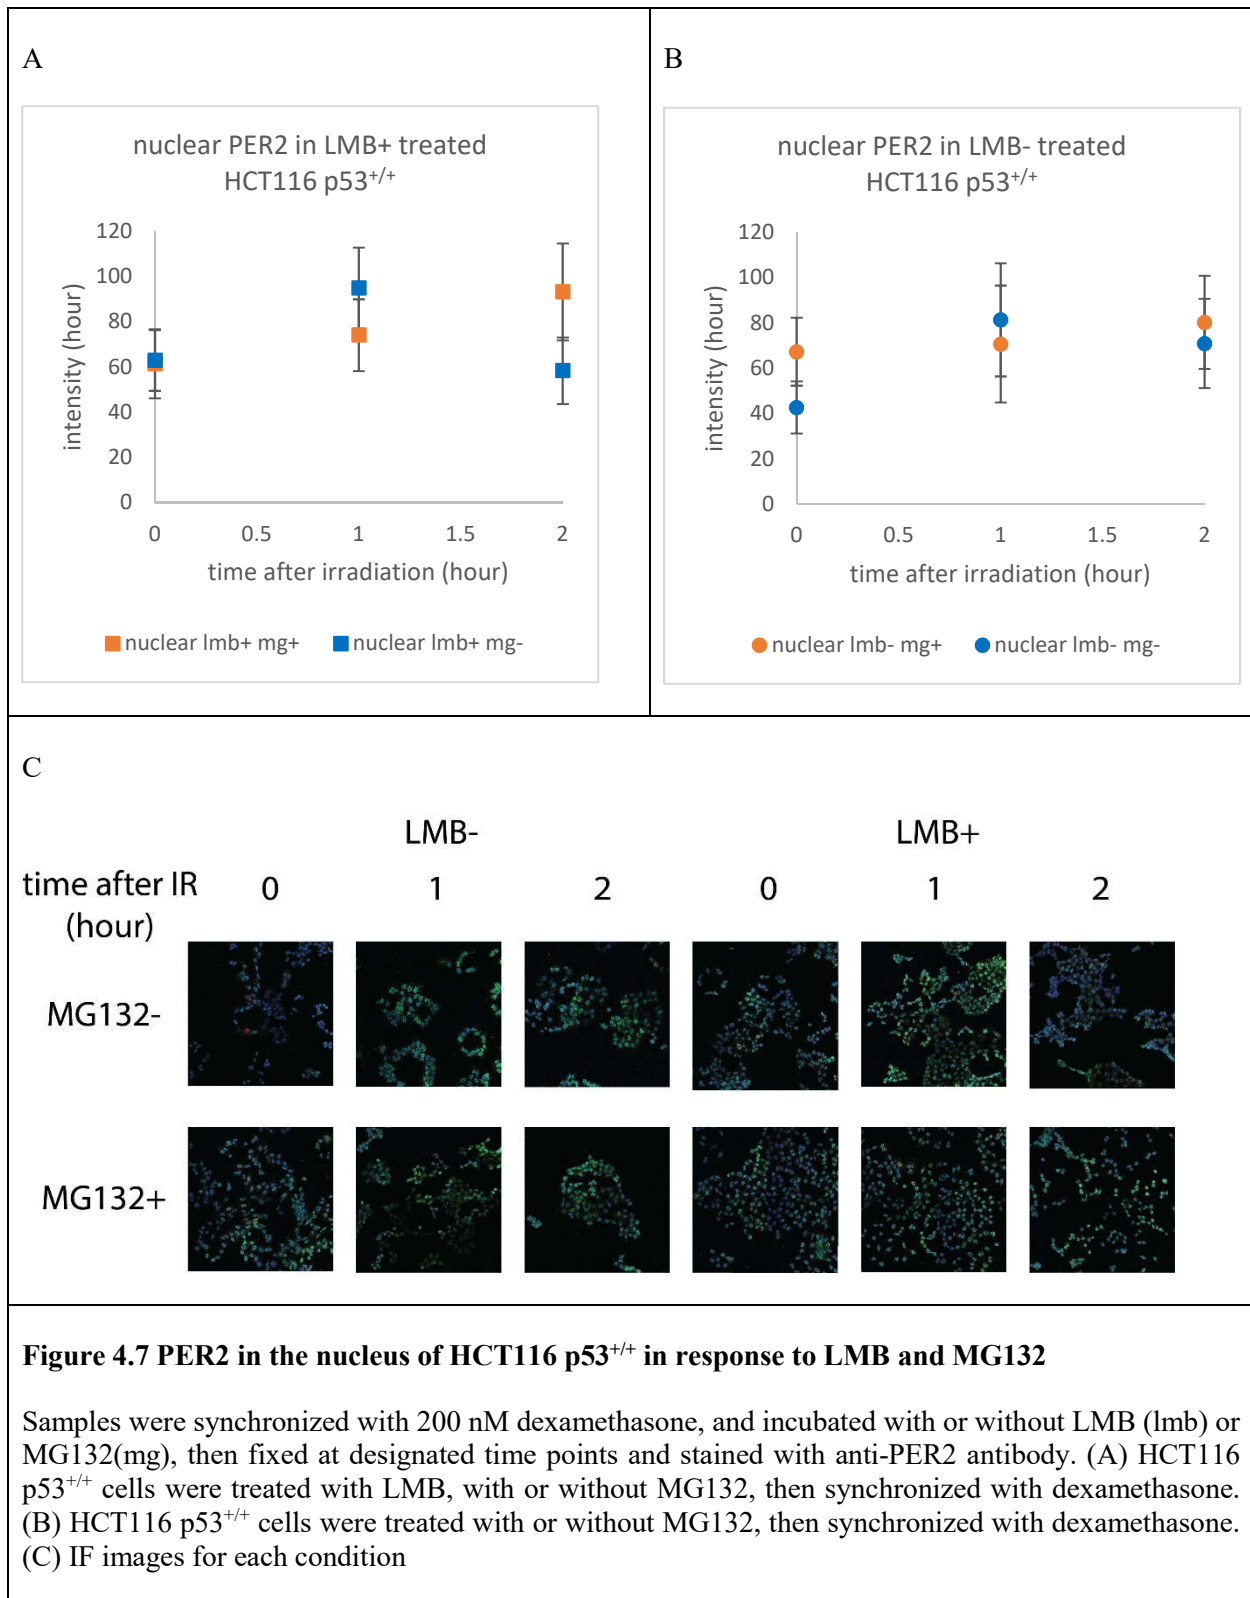 A
nuclear PER2 in LMB+ treated
HCT116 p53+/+
120
100
80
60
40
20
0
intensity (hour)
0 0.5 1 1.5 2
time after irradiation (hour)
nuclear lmb+ mg+ nuclear lmb+ mg-
B
nuclear PER2 in LMB- treated
HCT116 p53+/+
120
100
80
60
40
20
0
intensity (hour)
0 0.5 1 1.5 2
time after irradiation (hour)
nuclear lmb- mg+ nuclear lmb- mg-
C
LMB- LMB+
time after IR 0 1 2 0 1 2
(hour)
MG132-
MG132+
Figure 4.7 PER2 in the nucleus of HCT116 p53+/+ in response to LMB and MG132
Samples were synchronized with 200 nM dexamethasone, and incubated with or without LMB (lmb) or
MG132(mg), then fixed at designated time points and stained with anti-PER2 antibody. (A) HCT116
p53+/+ cells were treated with LMB, with or without MG132, then synchronized with dexamethasone.
(B) HCT116 p53+/+ cells were treated with or without MG132, then synchronized with dexamethasone.
(C) IF images for each condition